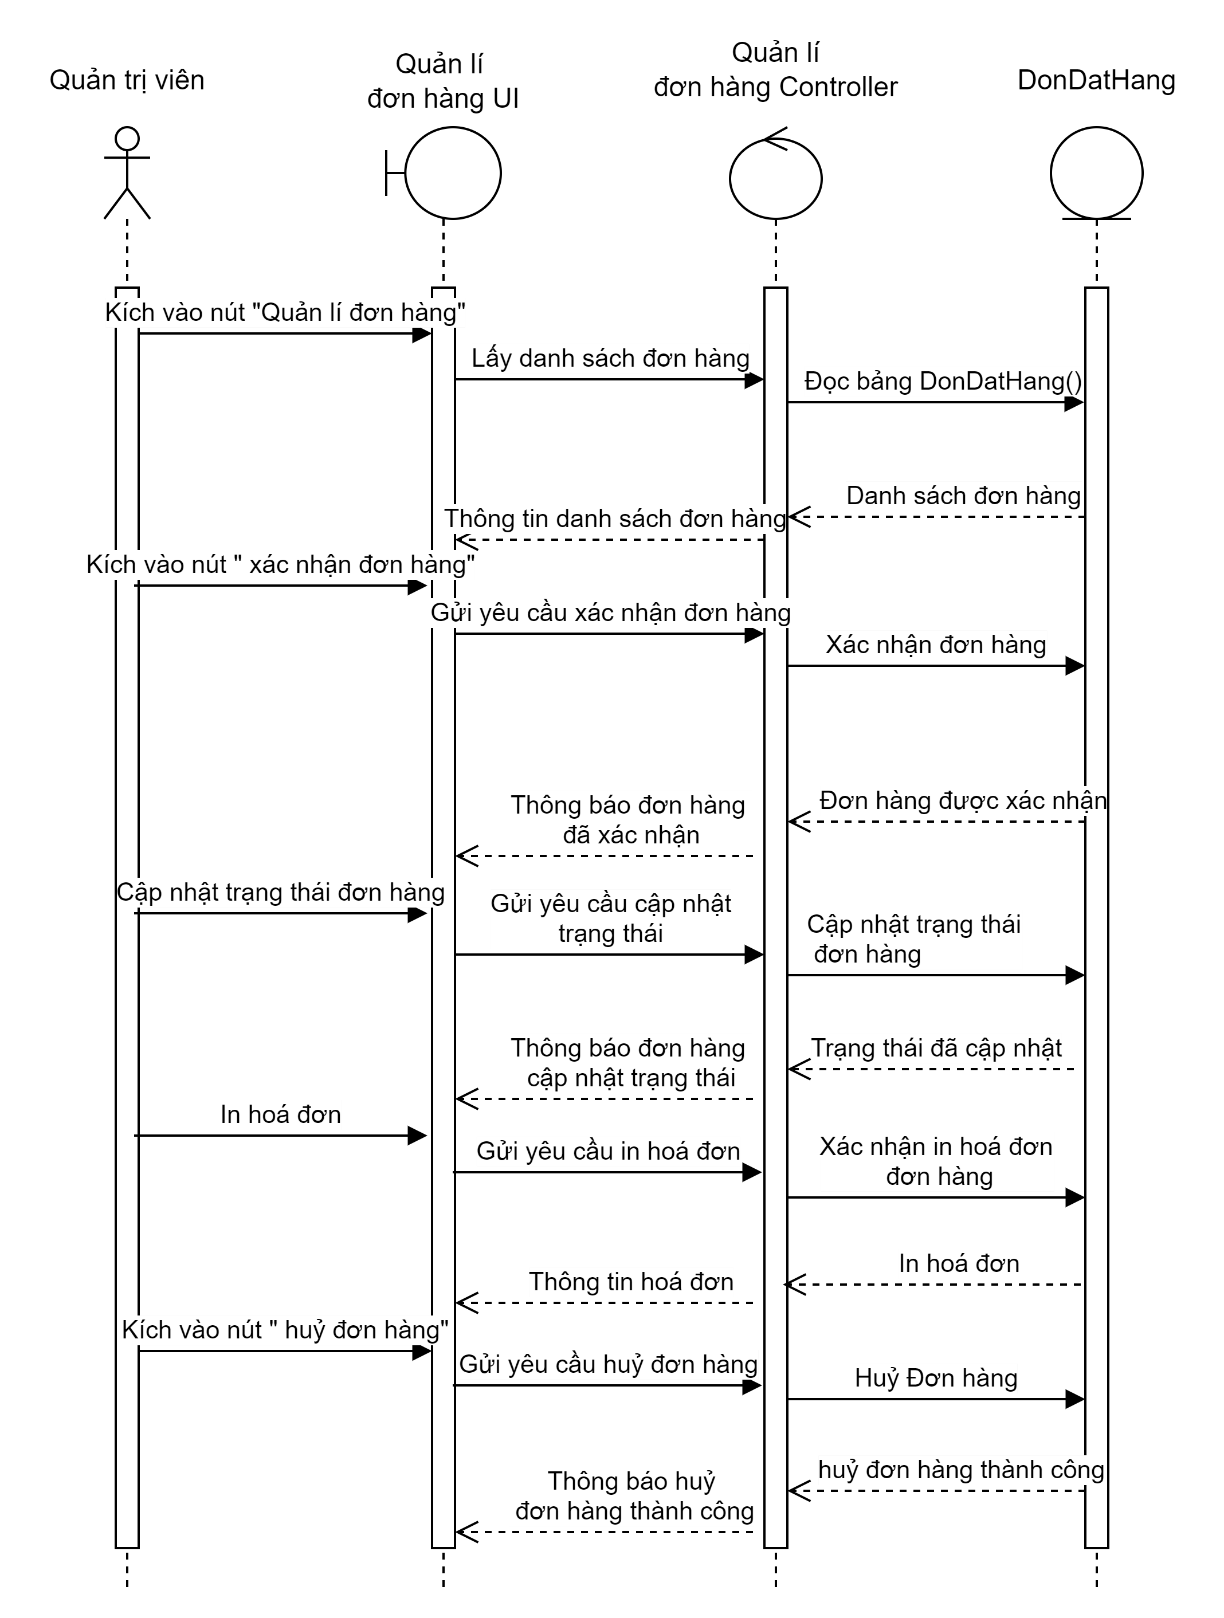 Quản trị viên
Quản lí
đơn hàng UI
Quản lí
đơn hàng Controller
DonDatHang
Kích vào nút "Quản lí đơn hàng"
Lấy danh sách đơn hàng
Đọc bảng DonDatHang()
Danh sách đơn hàng
Thông tin danh sách đơn hàng
Kích vào nút " xác nhận đơn hàng"
Gửi yêu cầu xác nhận đơn hàng
Xác nhận đơn hàng
Đơn hàng được xác nhận
Thông báo đơn hàng
đã xác nhận
Cập nhật trạng thái đơn hàng
Gửi yêu cầu cập nhật
trạng thái
Cập nhật trạng thái
đơn hàng
Trạng thái đã cập nhật
Thông báo đơn hàng
cập nhật trạng thái
In hoá đơn
Gửi yêu cầu in hoá đơn
Xác nhận in hoá đơn
đơn hàng
In hoá đơn
Thông tin hoá đơn
Kích vào nút " huỷ đơn hàng"
Gửi yêu cầu huỷ đơn hàng
Huỷ Đơn hàng
huỷ đơn hàng thành công
Thông báo huỷ
đơn hàng thành công